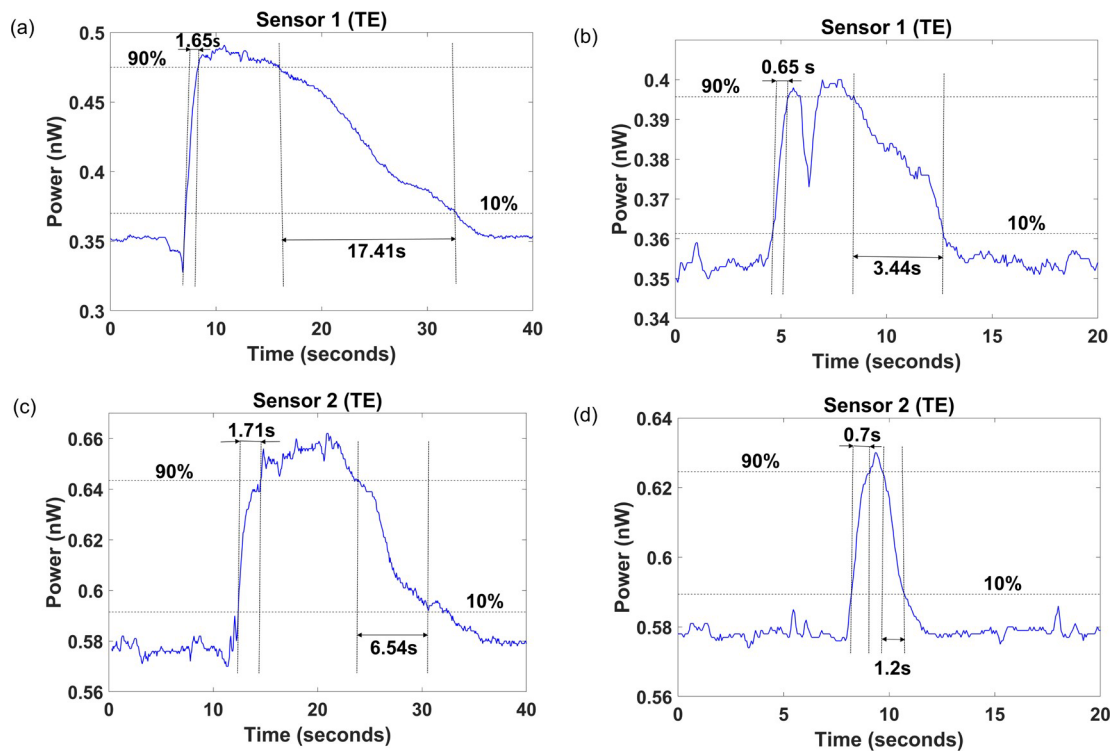 (a)
Sensor 1 (TE)
0.5
1.65s
90%
0.45
Power (nW)
0.4
10%
0.35
17.41s
0.3
0 10 20 30 40
Time (seconds)
(b)
Sensor 1 (TE)
0.4
0.65 s
90%
0.39
0.38
Power (nW)
0.37
10%
0.36
3.44s
0.35
0.34
0 5 10 15 20
Time (seconds)
(c)
Sensor 2 (TE)
1.71s
0.66
90%
0.64
Power (nW)
0.62
0.6
10%
0.58
6.54s
0.56
0 10 20 30 40
Time (seconds)
(d)
Sensor 2 (TE)
0.64
0.7s
90%
0.62
Power (nW)
0.6
10%
0.58
1.2s
0.56
0 5 10 15 20
Time (seconds)